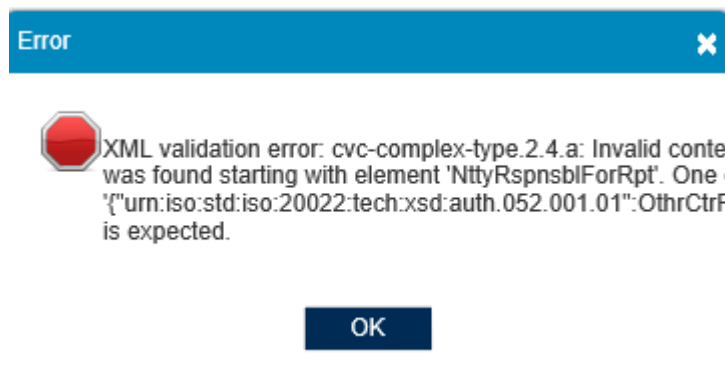 Error
XML validation error: cvc-complex-type.2.4.a: Invalid conte
was found starting with element 'NttyRspnsblForRpt'. One
'{"urn:iso:std:iso:20022:tech:xsd:auth.052.001.01":OthrCtr
is expected.
OK